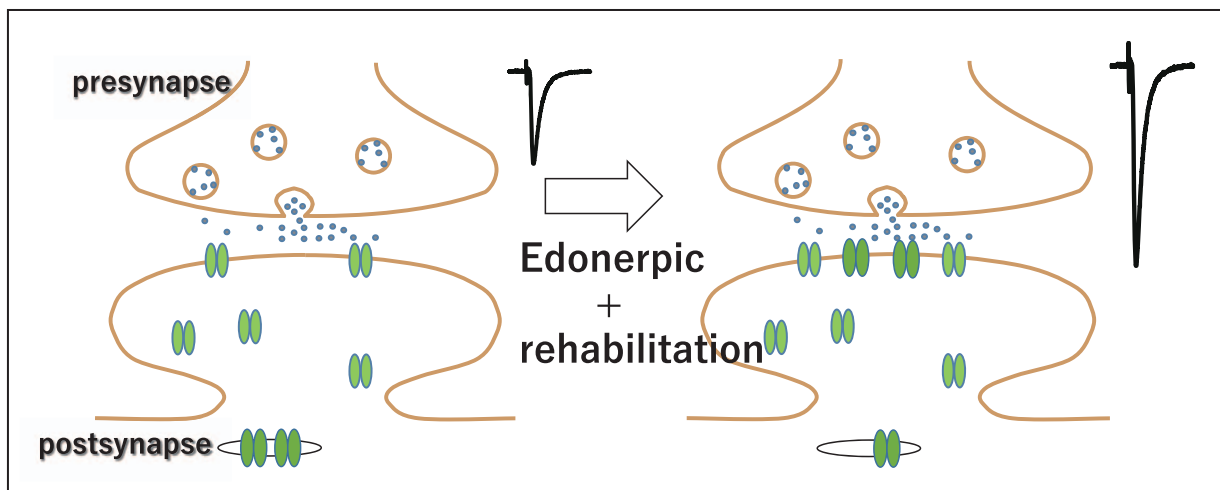 presynapse
Edonerpic
+
rehabilitation
postsynapse